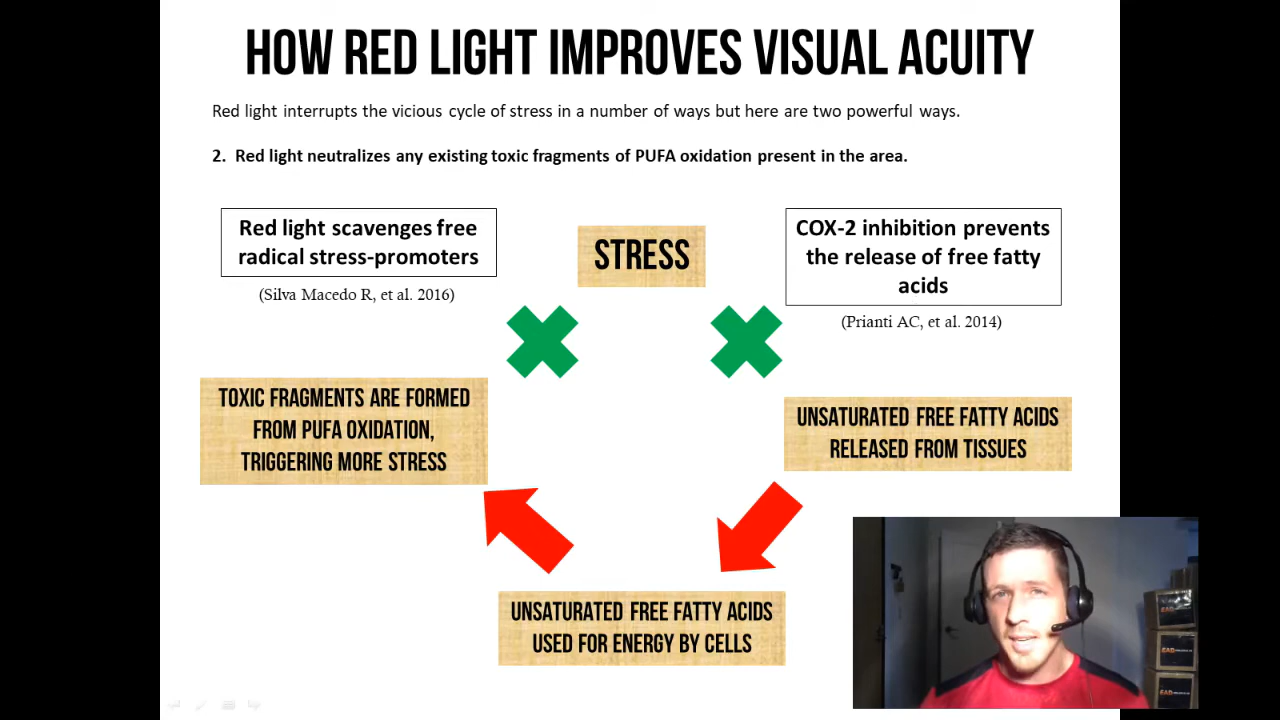 HOW RED LIGHT IMPROVES VISUAL ACUITY
Red light interrupts the vicious cycle of stress in a number of ways but here are two powerful ways.
2. Red light neutralizes any existing toxic fragments of PUFA oxidation present in the area.
Red light scavenges free
radical stress-promoters
(Silva Macedo R, et al. 2016)
STRESS
COX-2 inhibition prevents
the release of free fatty
acids
(Prianti AC, et al. 2014)
TOXIC FRAGMENTS ARE FORMED
FROM PUFA OXIDATION,
TRIGGERING MORE STRESS
UNSATURATED FREE FATTY ACIDS
RELEASED FROM TISSUES
UNSATURATED FREE FATTY ACIDS
USED FOR ENERGY BY CELLS